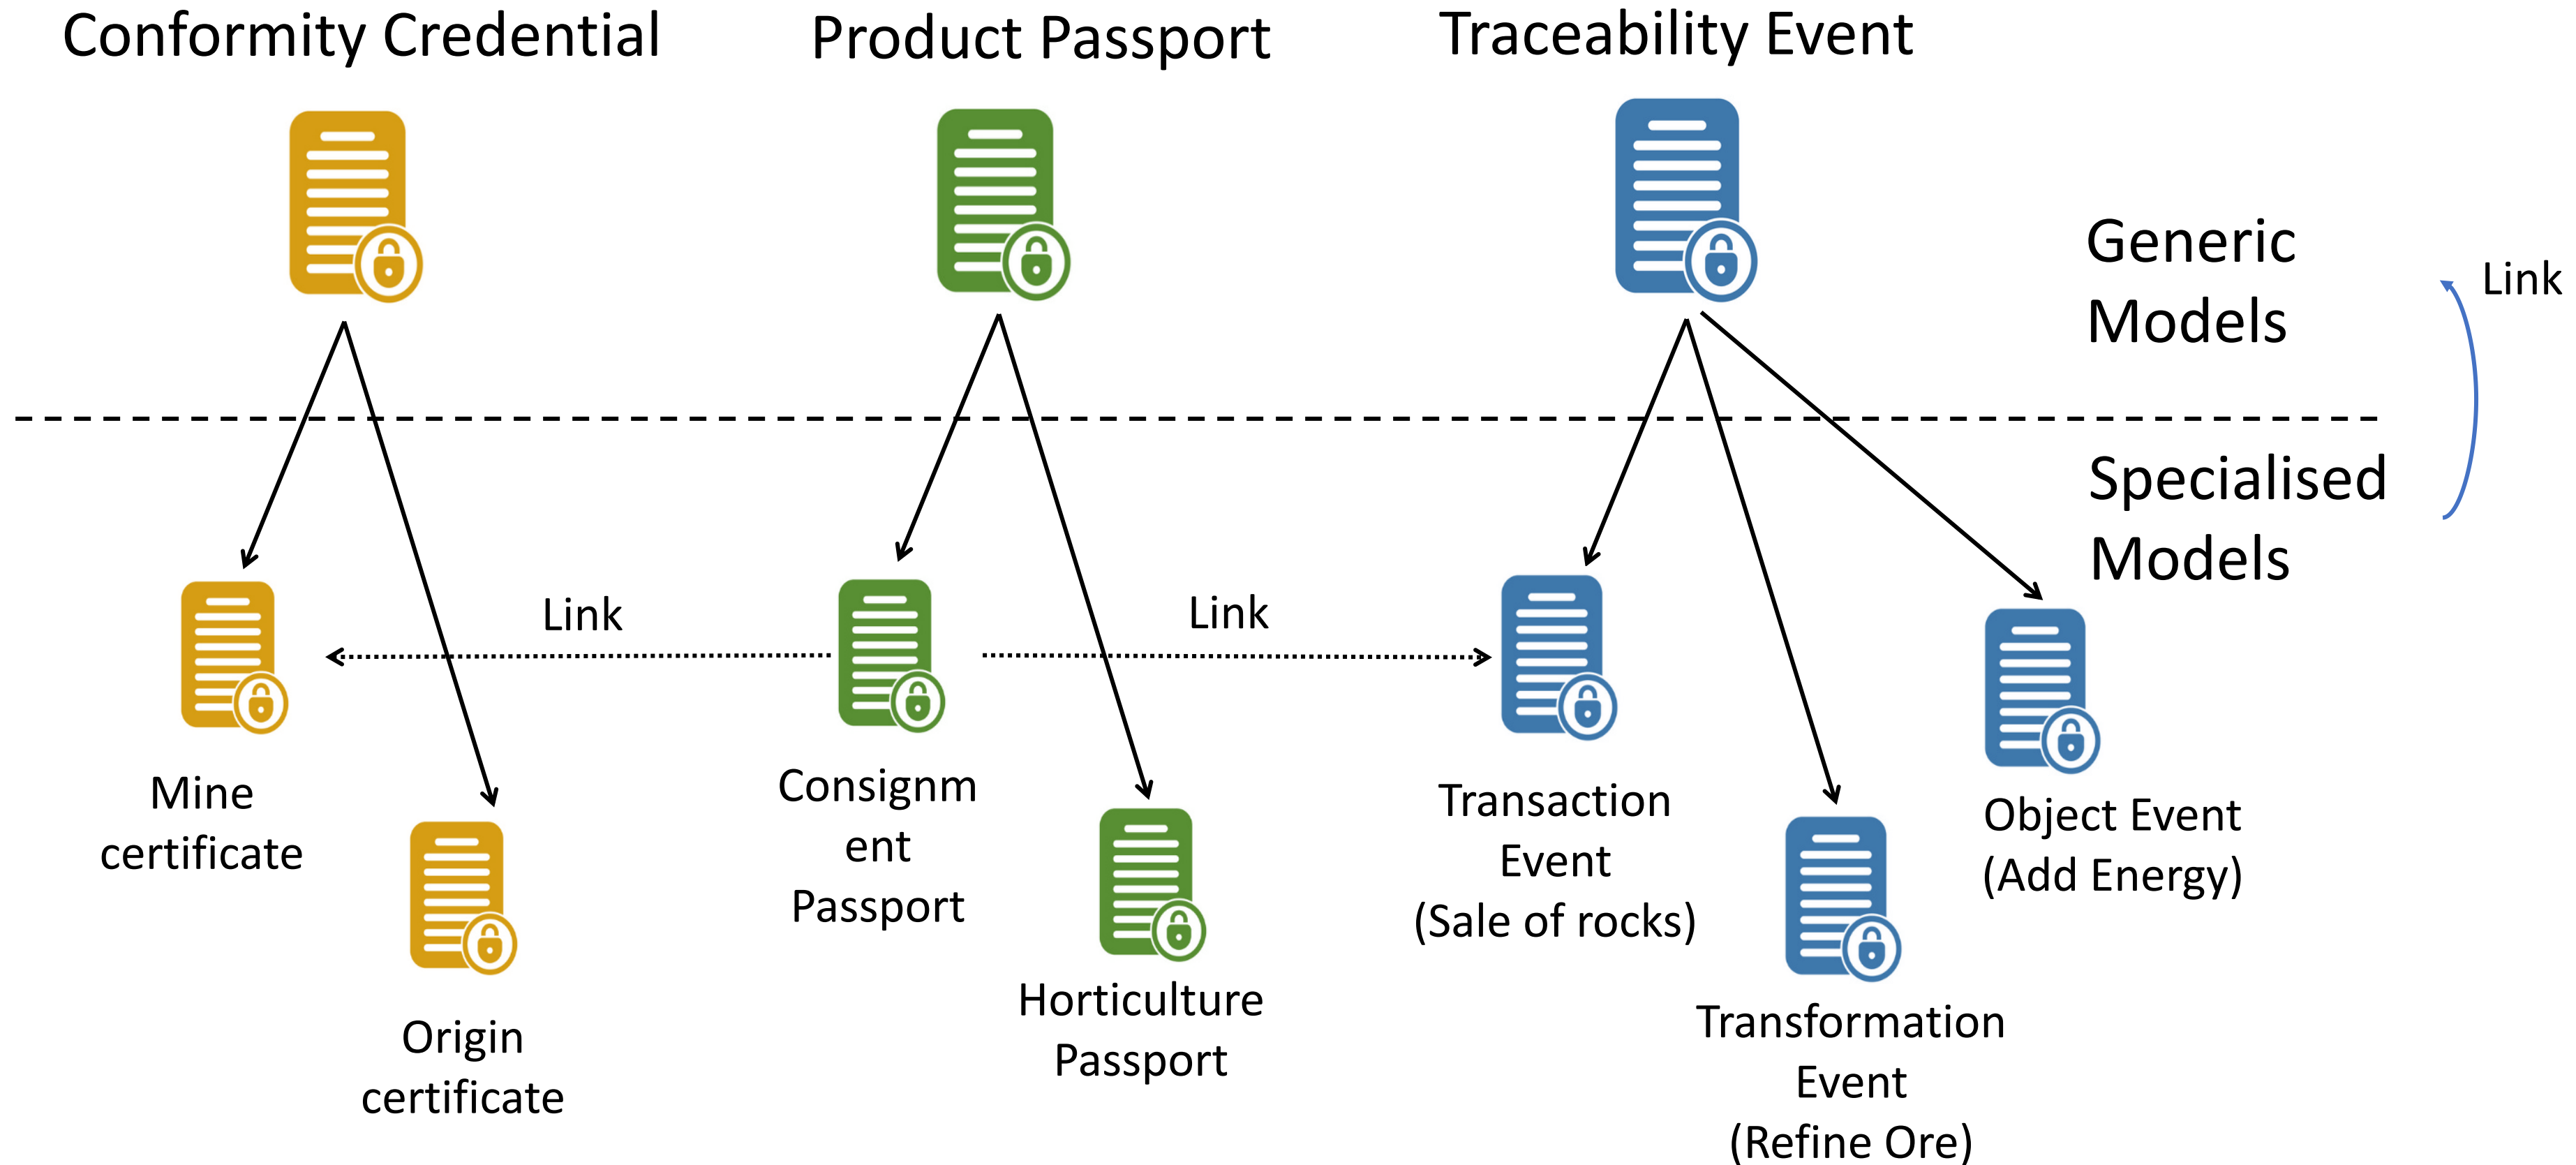 Conformity Credential
Product Passport
Traceability Event
Generic
Models
Link
Specialised
Models
Link
Link
Mine
certificate
Origin
certificate
Consignm
ent
Passport
Horticulture
Passport
Transaction
Event
(Sale of rocks)
Transformation
Event
(Refine Ore)
Object Event
(Add Energy)